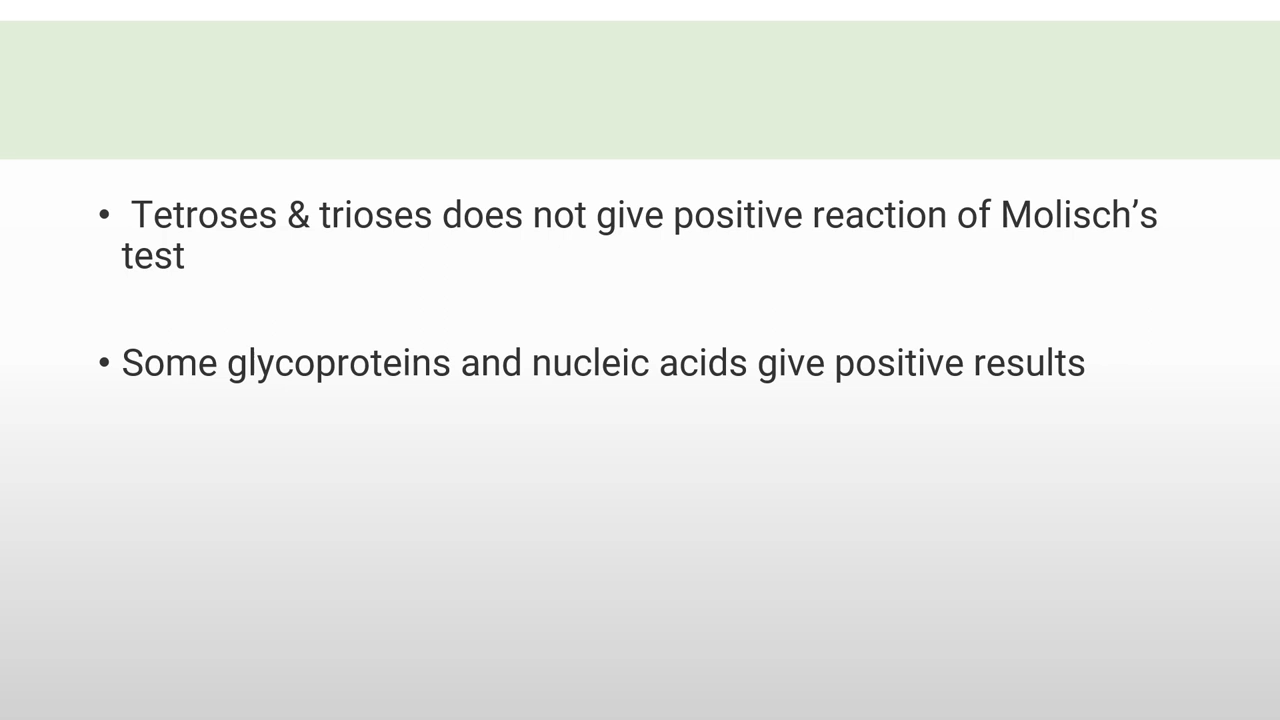 • Tetroses & trioses does not give positive reaction of Molisch’s
test
• Some glycoproteins and nucleic acids give positive results